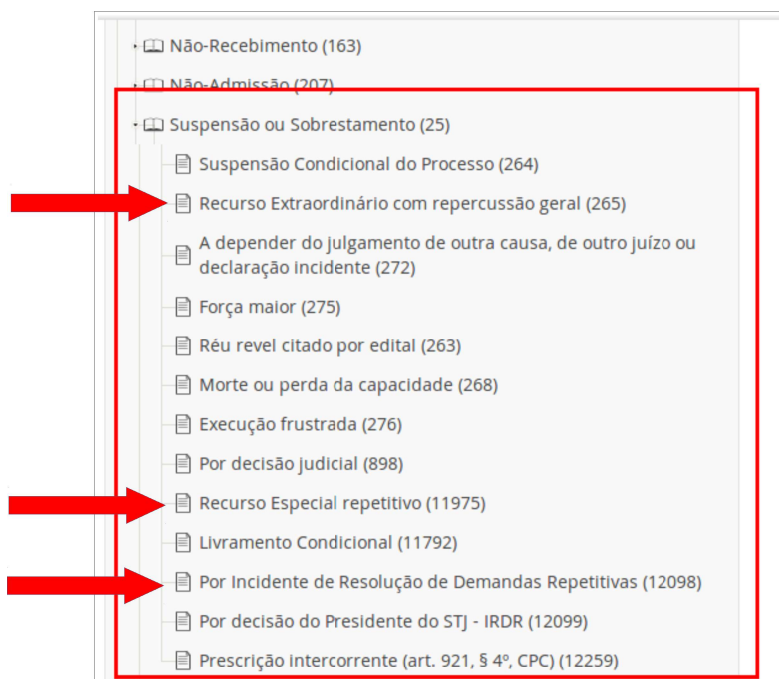 Não-Recebimento (163)
Não-Admissão (207)
Suspensão ou Sobrestamento (25)
Suspensão Condicional do Processo (264)
Recurso Extraordinário com repercussão geral (265)
A depender do julgamento de outra causa, de outro juízo ou
declaração incidente (272)
Força maior (275)
Réu revel citado por edital (263)
Morte ou perda da capacidade (268)
Execução frustrada (276)
Por decisão judicial (898)
Recurso Especial repetitivo (11975)
Livramento Condicional (11792)
Por Incidente de Resolução de Demandas Repetitivas (12098)
Por decisão do Presidente do STJ - IRDR (12099)
Prescrição intercorrente (art. 921, § 4º, CPC) (12259)